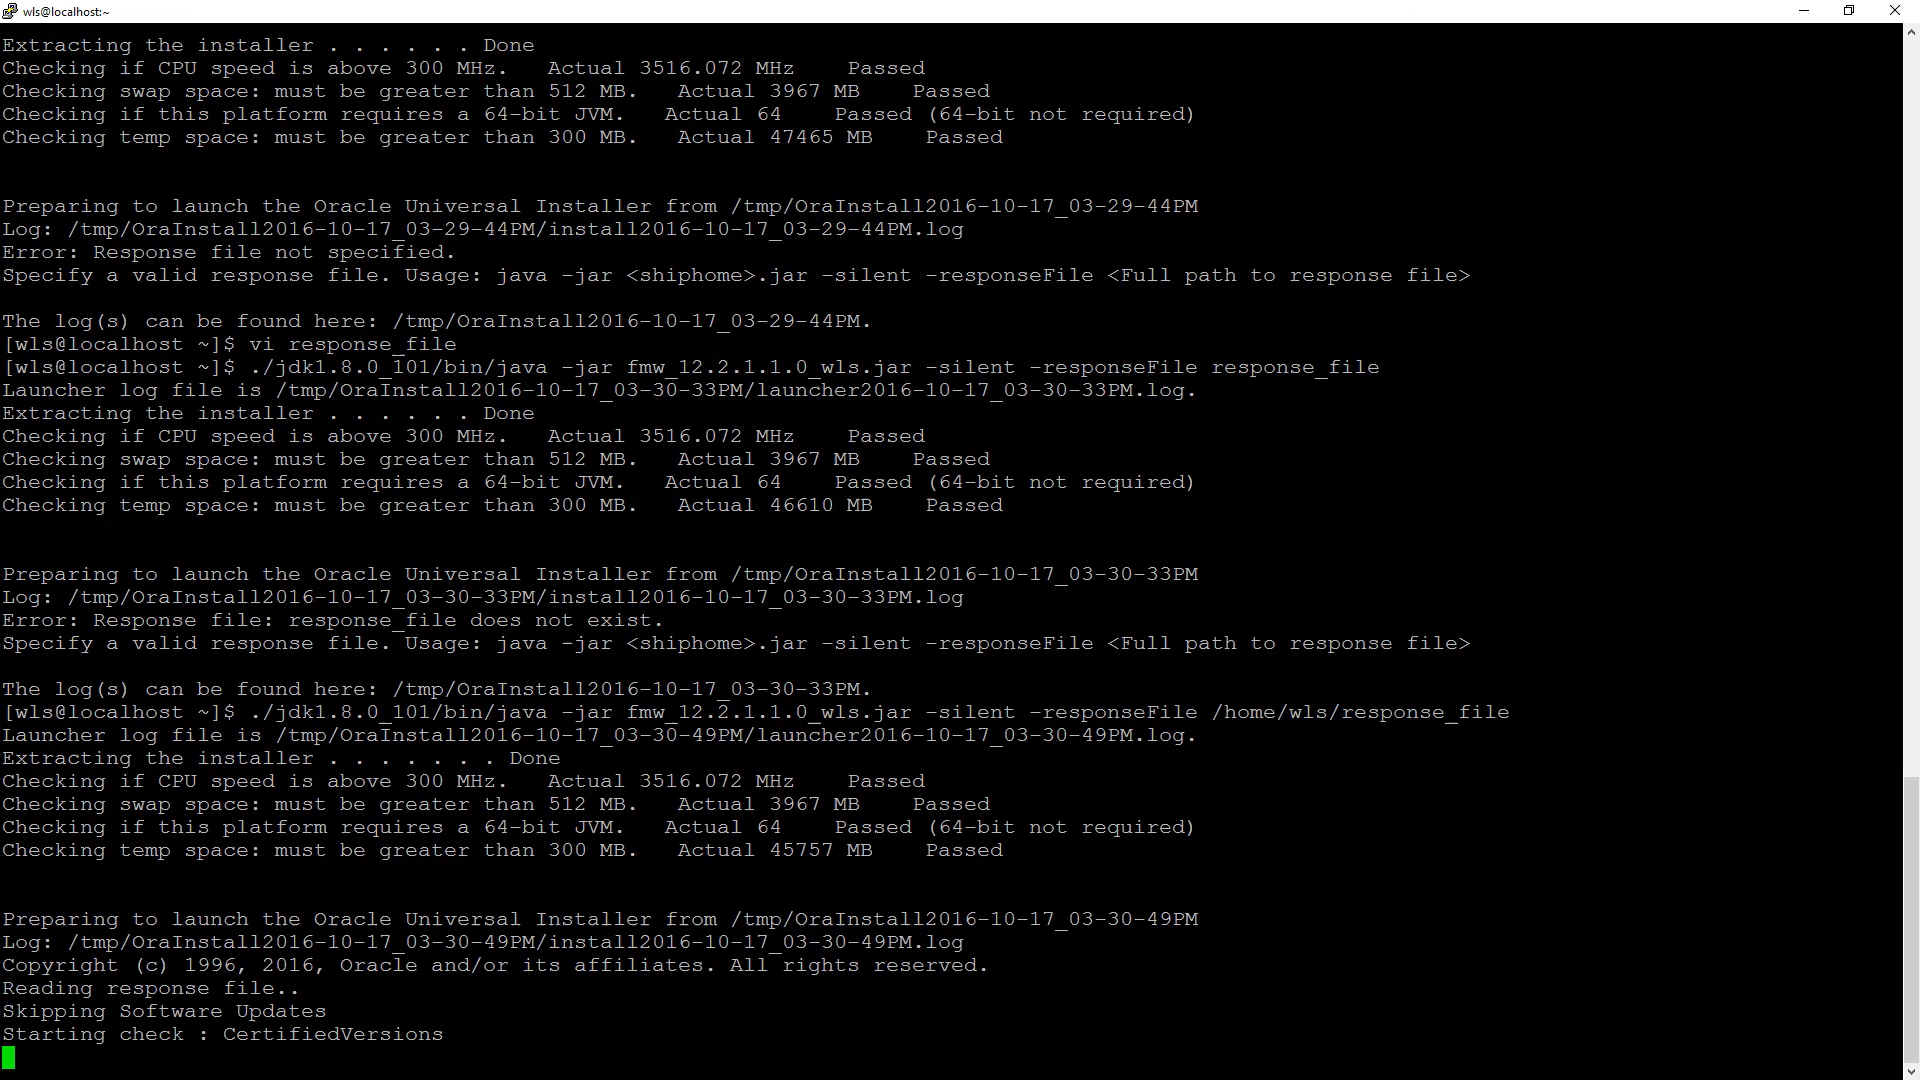 wls@localhost:~
Extracting the installer . . . . . . Done
Checking if CPU speed is above 300 MHz.   Actual 3516.072 MHz    Passed
Checking swap space: must be greater than 512 MB.   Actual 3967 MB    Passed
Checking if this platform requires a 64-bit JVM.   Actual 64    Passed (64-bit not required)
Checking temp space: must be greater than 300 MB.   Actual 47465 MB    Passed
Preparing to launch the Oracle Universal Installer from /tmp/OraInstall2016-10-17_03-29-44PM
Log: /tmp/OraInstall2016-10-17_03-29-44PM/install2016-10-17_03-29-44PM.log
Error: Response file not specified.
Specify a valid response file. Usage: java -jar <shiphome>.jar -silent -responseFile <Full path to response file>
The log(s) can be found here: /tmp/OraInstall2016-10-17_03-29-44PM.
[wls@localhost ~]$ vi response_file
[wls@localhost ~]$ ./jdk1.8.0_101/bin/java -jar fmw_12.2.1.1.0_wls.jar -silent -responseFile response_file
Launcher log file is /tmp/OraInstall2016-10-17_03-30-33PM/launcher2016-10-17_03-30-33PM.log.
Extracting the installer . . . . . . Done
Checking if CPU speed is above 300 MHz.   Actual 3516.072 MHz    Passed
Checking swap space: must be greater than 512 MB.   Actual 3967 MB    Passed
Checking if this platform requires a 64-bit JVM.   Actual 64    Passed (64-bit not required)
Checking temp space: must be greater than 300 MB.   Actual 46610 MB    Passed
Preparing to launch the Oracle Universal Installer from /tmp/OraInstall2016-10-17_03-30-33PM
Log: /tmp/OraInstall2016-10-17_03-30-33PM/install2016-10-17_03-30-33PM.log
Error: Response file: response_file does not exist.
Specify a valid response file. Usage: java -jar <shiphome>.jar -silent -responseFile <Full path to response file>
The log(s) can be found here: /tmp/OraInstall2016-10-17_03-30-33PM.
[wls@localhost ~]$ ./jdk1.8.0_101/bin/java -jar fmw_12.2.1.1.0_wls.jar -silent -responseFile /home/wls/response_file
Launcher log file is /tmp/OraInstall2016-10-17_03-30-49PM/launcher2016-10-17_03-30-49PM.log.
Extracting the installer . . . . . . . Done
Checking if CPU speed is above 300 MHz.   Actual 3516.072 MHz    Passed
Checking swap space: must be greater than 512 MB.   Actual 3967 MB    Passed
Checking if this platform requires a 64-bit JVM.   Actual 64    Passed (64-bit not required)
Checking temp space: must be greater than 300 MB.   Actual 45757 MB    Passed
Preparing to launch the Oracle Universal Installer from /tmp/OraInstall2016-10-17_03-30-49PM
Log: /tmp/OraInstall2016-10-17_03-30-49PM/install2016-10-17_03-30-49PM.log
Copyright (c) 1996, 2016, Oracle and/or its affiliates. All rights reserved.
Reading response file..
Skipping Software Updates
Starting check : CertifiedVersions